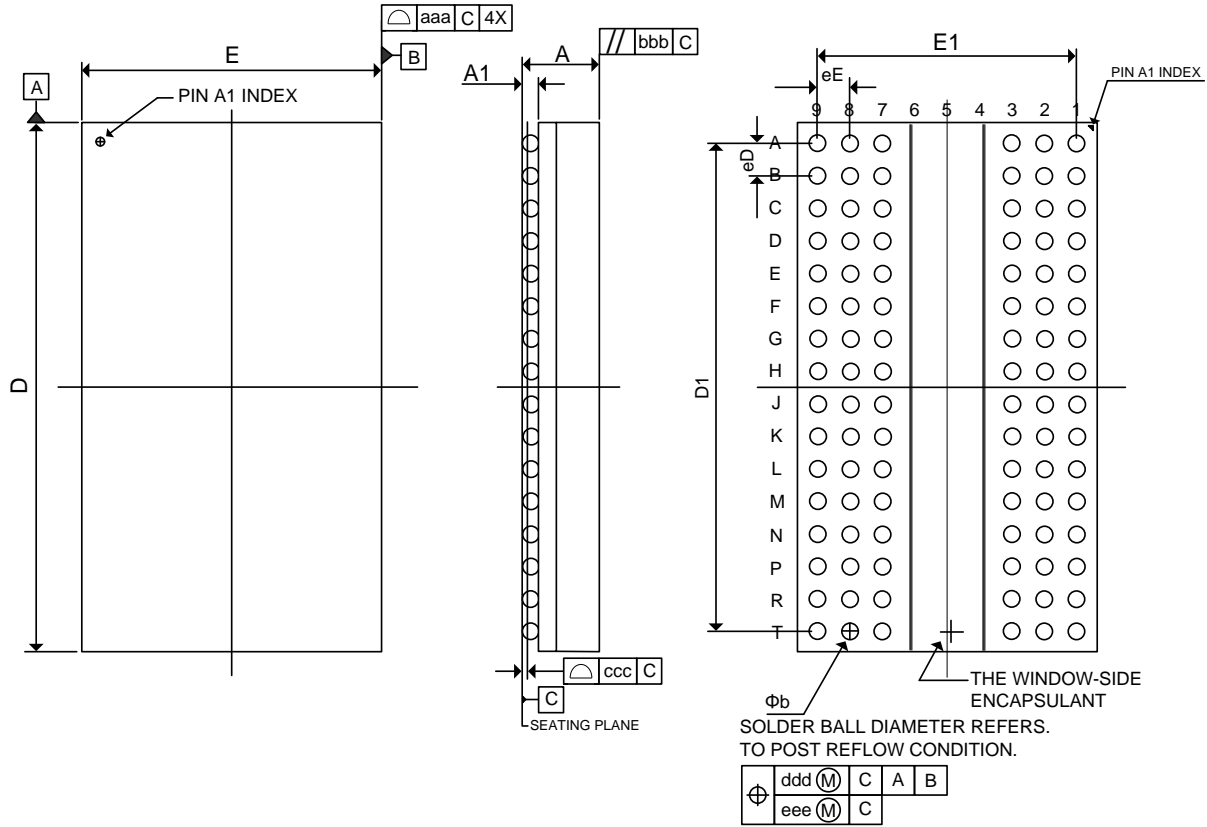 aaa C 4X
B
E
A
PIN A1 INDEX
D
A
A1
// bbb C
ccc C
C
SEATING PLANE
E1
eE
PIN A1 INDEX
9 8 7 6 5 4 3 2 1
eD
D1
A
B
C
D
E
F
G
H
J
K
L
M
N
P
R
T
THE WINDOW-SIDE
ENCAPSULANT
Φb
SOLDER BALL DIAMETER REFERS.
TO POST REFLOW CONDITION.
ddd M C A B
eee M C